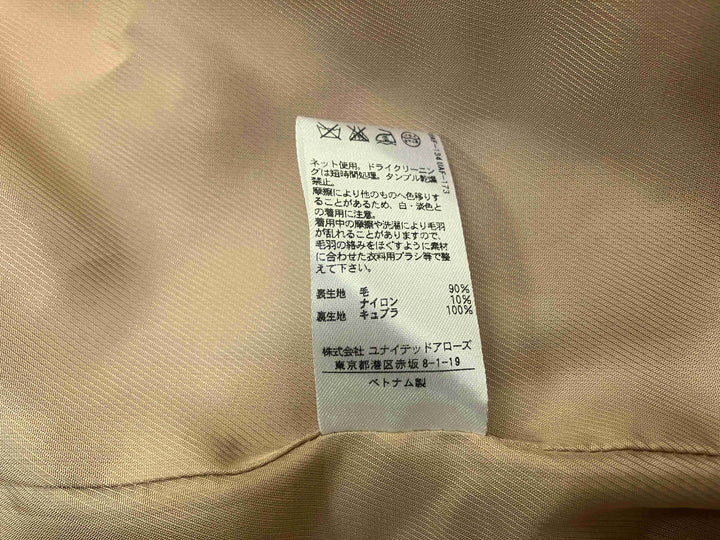 ネット使用。ドライクリーニン
グは短時間処理。タンブル乾燥
禁止。
摩擦により他のものへ色移りす
ることがあるため、白・淡色と
の着用に注意。
着用中の摩擦や洗濯により毛羽
が乱れることがありますので、
毛羽の絡みをほぐすように素材
に合わせた衣料用ブラシ等で整
えて下さい。
表生地 毛 90%
ナイロン 10%
裏生地 キュプラ 100%
株式会社 ユナイテッドアローズ
東京都港区赤坂 8-1-19
ベトナム製